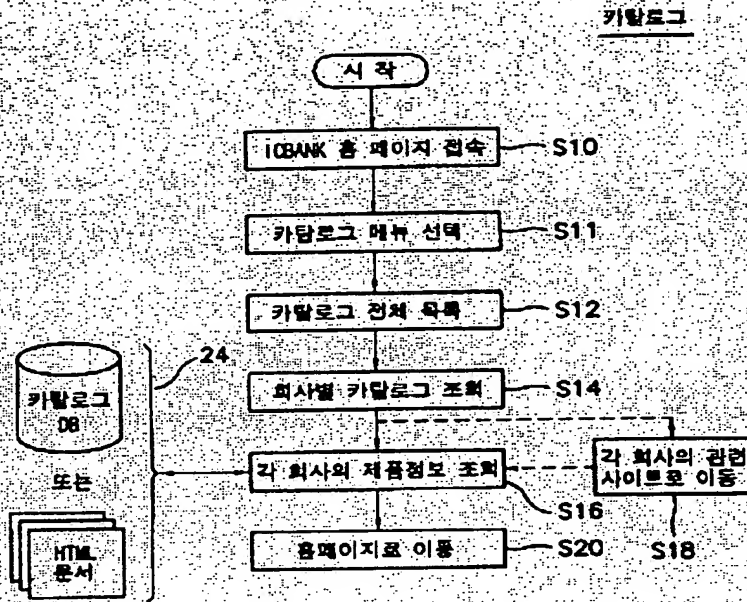 카탈로그
시 작
iCBANK 홈 페이지 접속
S10
카탈로그 메뉴 선택
S11
카탈로그 전체 목록
S12
24
회사별 카달로그 조회
S14
카탈로그
DB
또는
HTML
문서
각 회사의 제품정보 조회
S16
각 회사의 관련
사이트로 이동
S18
홈페이지로 이동
S20